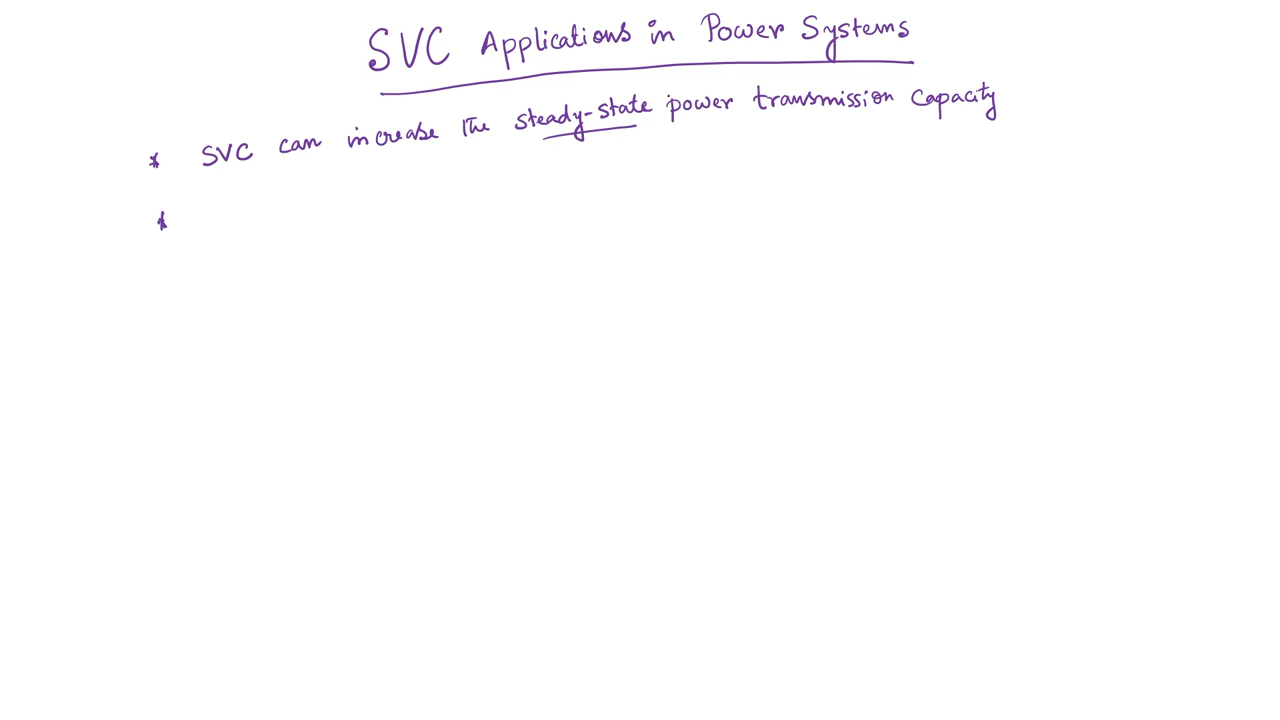 SVC Applications in Power Systems
* SVC can increase the steady-state power transmission capacity
*